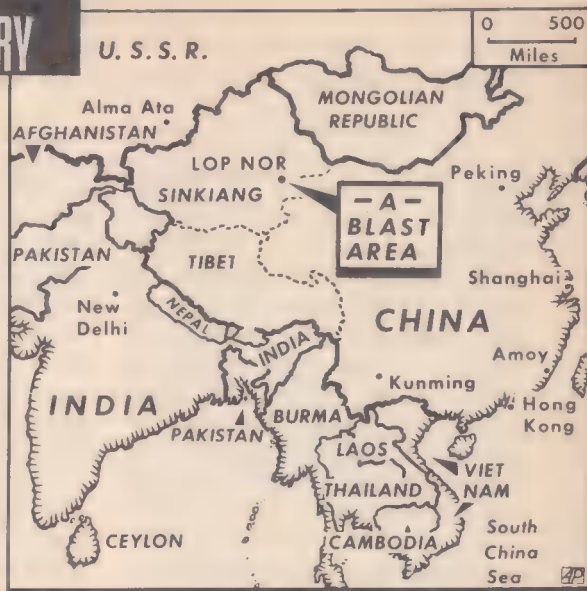 RY
0 500
Miles
U.S.S.R.
MONGOLIAN
REPUBLIC
Alma Ata
AFGHANISTAN
LOP NOR
SINKIANG
Peking
— A —
BLAST
AREA
PAKISTAN
TIBET
Shanghai
New
Delhi
NEPAL
CHINA
INDIA
Amoy
Kunming
INDIA
Hong
Kong
BURMA
PAKISTAN
LAOS
VIET
NAM
THAILAND
CEYLON
CAMBODIA
South
China
Sea
AP